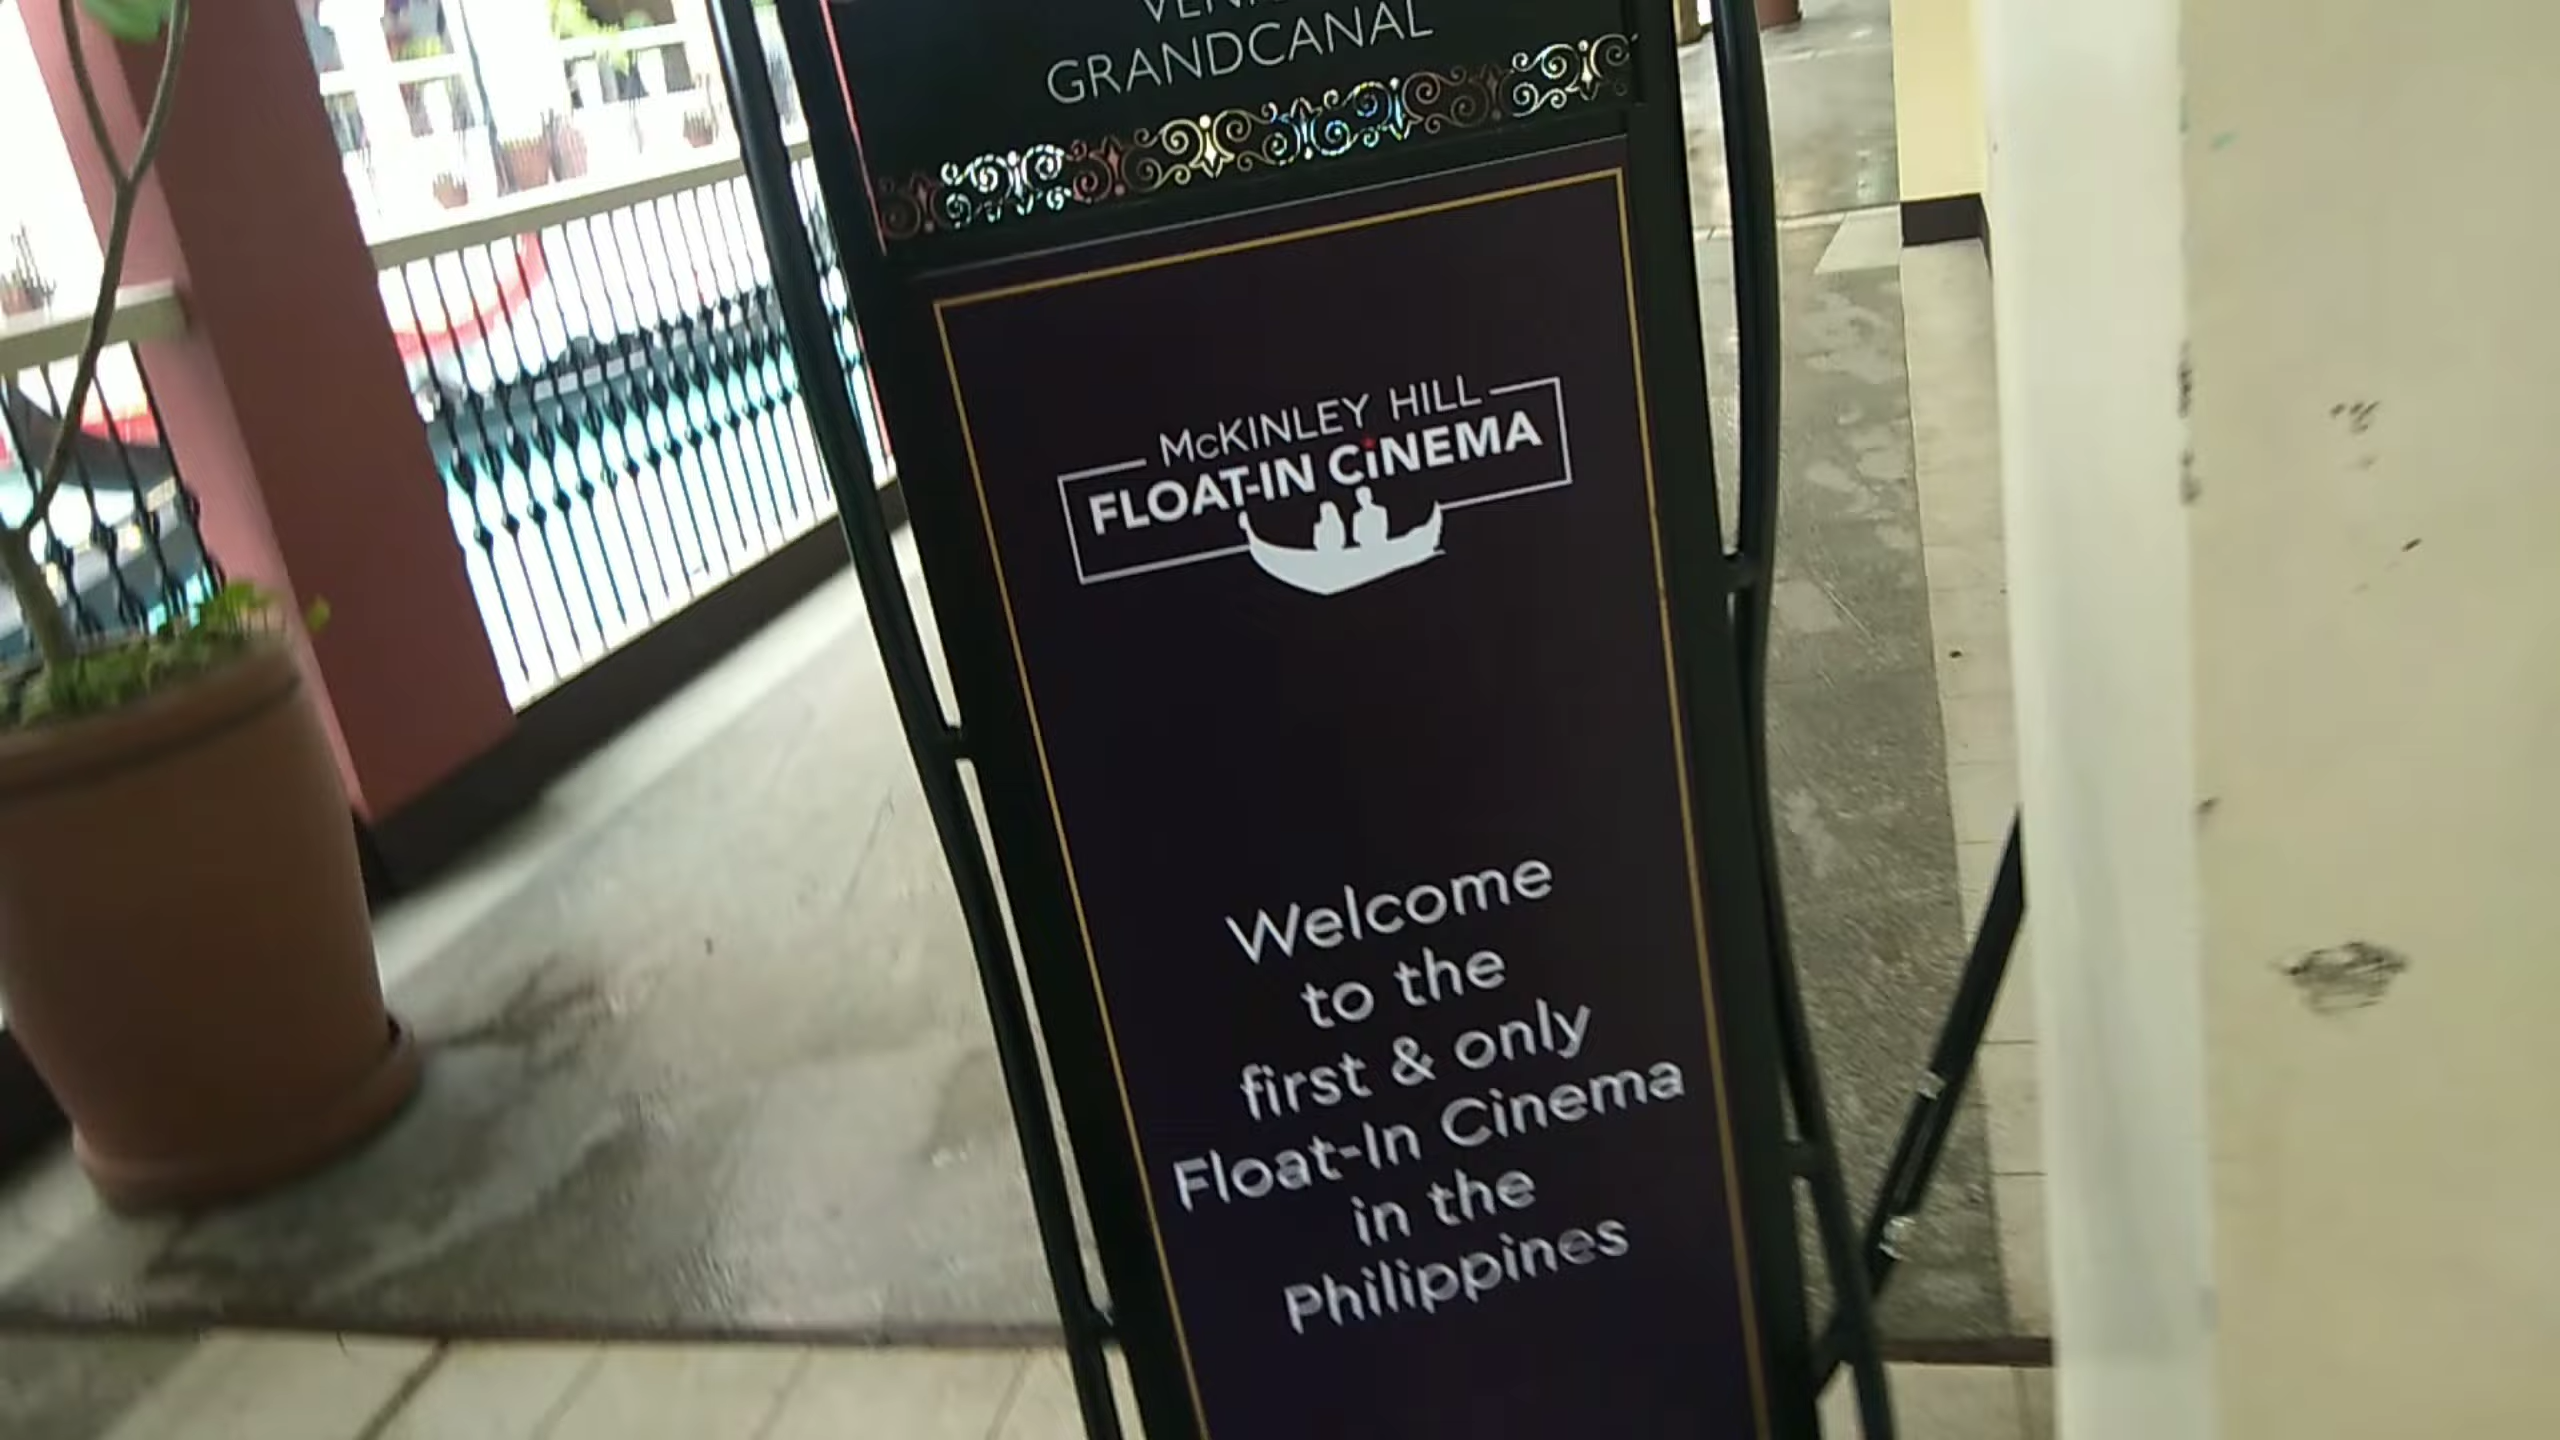 GRANDCANAL
McKINLEY HILL
FLOAT-IN CiNEMA
Welcome
to the
first & only
Float-In Cinema
in the
Philippines